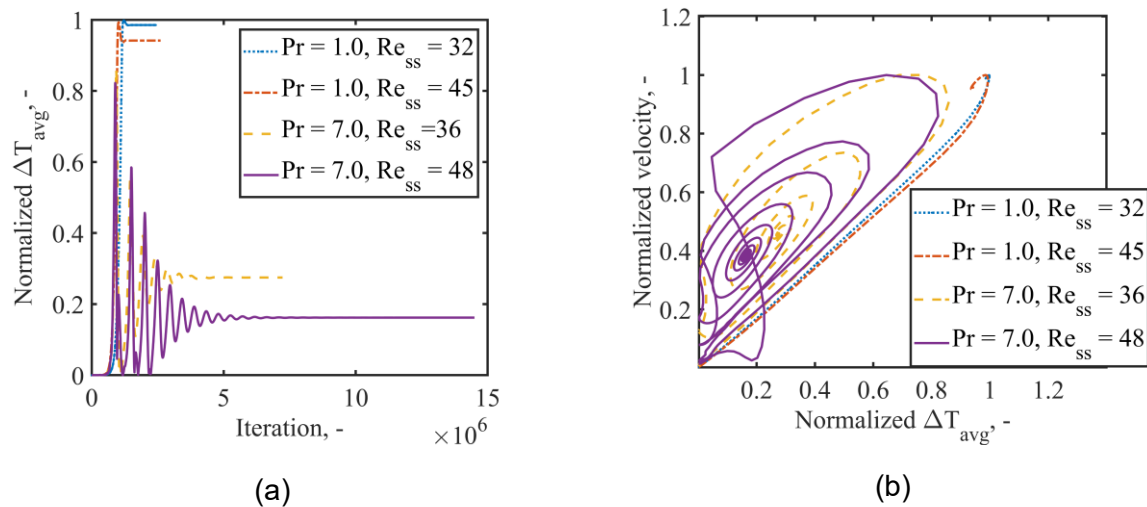 Normalized ΔT_avg, -
1
0.8
0.6
0.4
0.2
0
Pr = 1.0, Re_ss = 32
Pr = 1.0, Re_ss = 45
Pr = 7.0, Re_ss =36
Pr = 7.0, Re_ss = 48
0 5 10 15
Iteration, -
×10^6
(a)
Normalized velocity, -
1
0.8
0.6
0.4
0.2
Pr = 1.0, Re_ss = 32
Pr = 1.0, Re_ss = 45
Pr = 7.0, Re_ss = 36
Pr = 7.0, Re_ss = 48
0.2 0.4 0.6 0.8 1 1.2
Normalized ΔT_avg, -
(b)